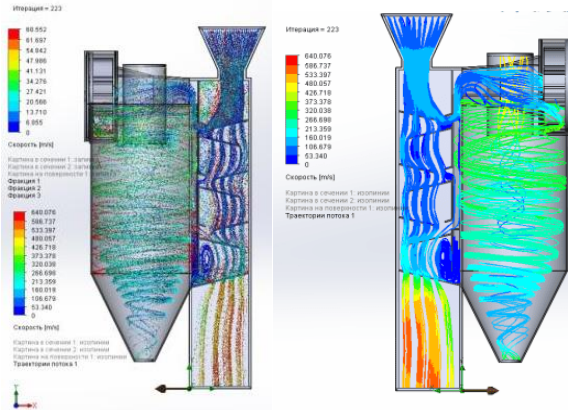 Итерация = 223
68.552
61.697
54.842
47.986
41.131
34.276
27.421
20.566
13.710
6.855
0
Скорость [m/s]
Картина в сечении 1:
Картина в сечении 2:
Картина на поверхности 1:
Фракция 1
Фракция 2
Фракция 3
640.076
586.737
533.397
480.057
426.718
373.378
320.038
266.698
213.359
160.019
106.679
53.340
0
Скорость [m/s]
Картина в сечении 1: изолинии
Картина в сечении 2: изолинии
Картина на поверхности 1: изолинии
Траектории потока 1
Y
X
Итерация = 223
640.076
586.737
533.397
480.057
426.718
373.378
320.038
266.698
213.359
160.019
106.679
53.340
0
Скорость [m/s]
Картина в сечении 1: изолинии
Картина в сечении 2: изолинии
Картина на поверхности 1: изолинии
Траектории потока 1